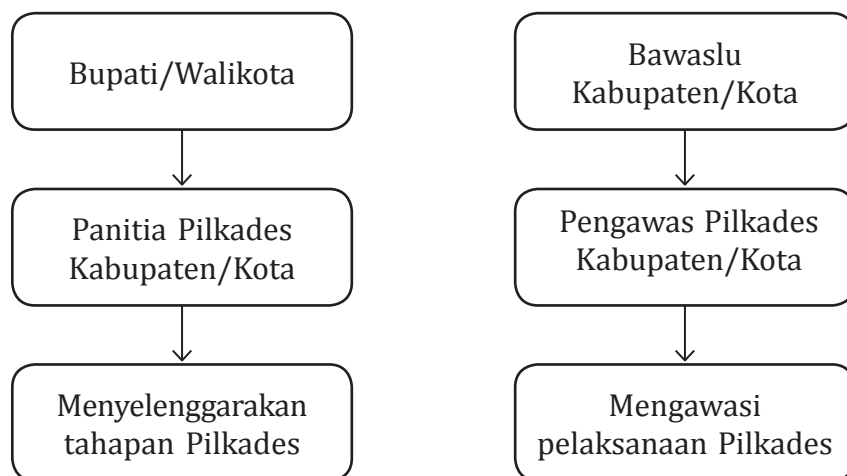 Bupati/Walikota
Panitia Pilkades
Kabupaten/Kota
Menyelenggarakan
tahapan Pilkades
Bawaslu
Kabupaten/Kota
Pengawas Pilkades
Kabupaten/Kota
Mengawasi
pelaksanaan Pilkades